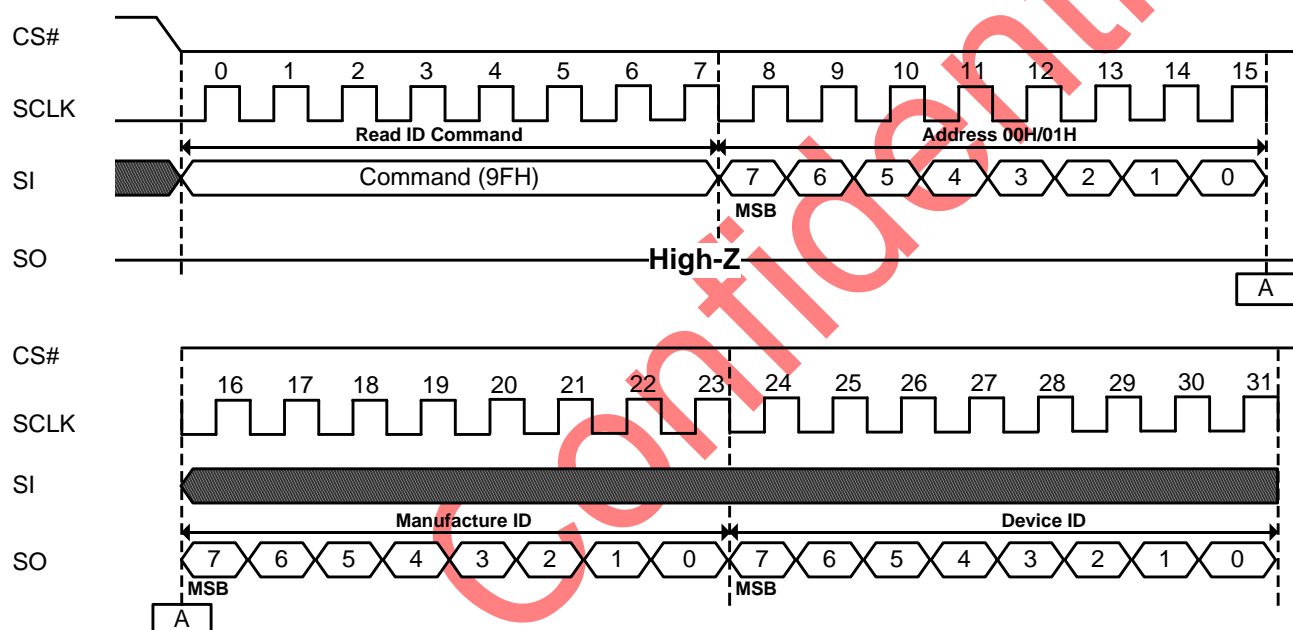 CS#
0 1 2 3 4 5 6 7 8 9 10 11 12 13 14 15
SCLK
Read ID Command Address 00H/01H
SI Command (9FH) 7 6 5 4 3 2 1 0
MSB
SO High-Z
A
CS#
16 17 18 19 20 21 22 23 24 25 26 27 28 29 30 31
SCLK
SI
Manufacture ID Device ID
SO 7 6 5 4 3 2 1 0 7 6 5 4 3 2 1 0
MSB MSB
A
Confidenti